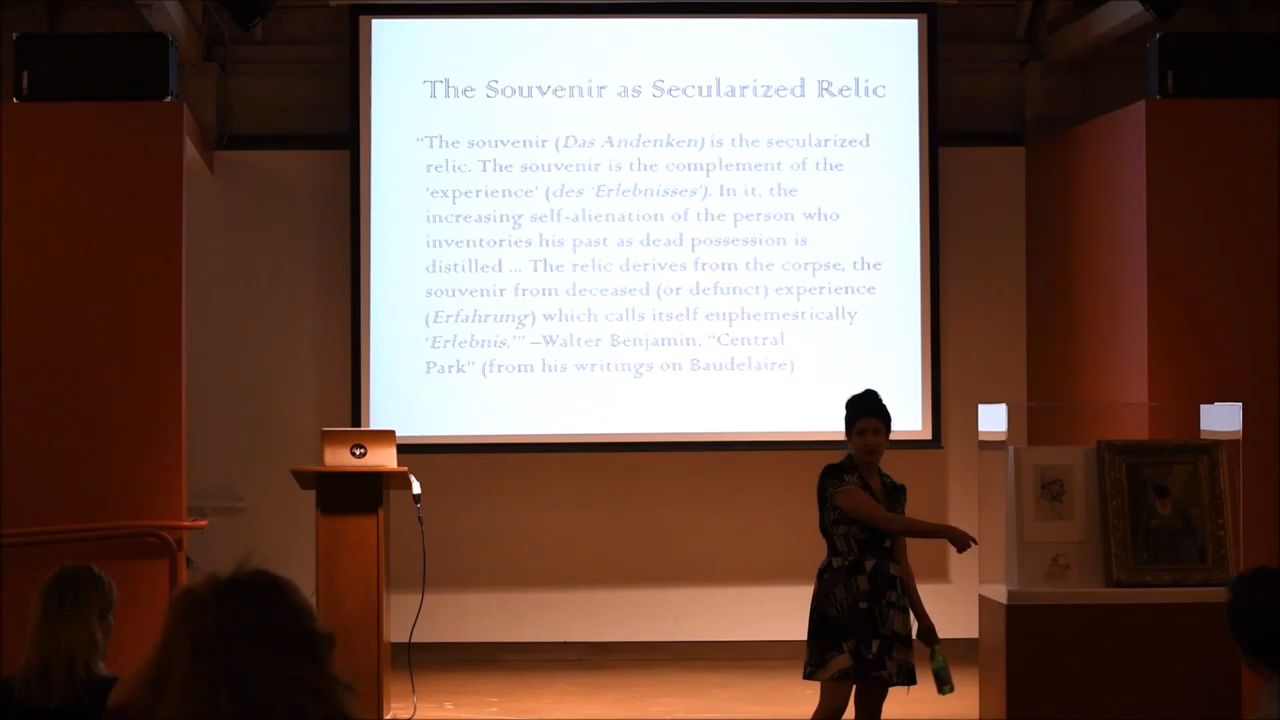 The Souvenir as Secularized Relic
“The souvenir (Das Andenken) is the secularized
relic. The souvenir is the complement of the
‘experience’ (des ‘Erlebnisses’). In it, the
increasing self-alienation of the person who
inventories his past as dead possession is
distilled ... The relic derives from the corpse, the
souvenir from deceased (or defunct) experience
(Erfahrung) which calls itself euphemestically
‘Erlebnis.’” –Walter Benjamin, “Central
Park” (from his writings on Baudelaire)